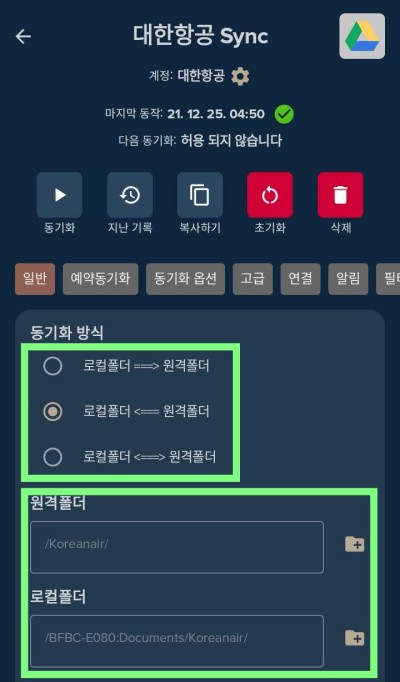 대한항공 Sync
계정: 대한항공
마지막 동작: 21. 12. 25. 04:50
다음 동기화: 허용 되지 않습니다
동기화 지난 기록 복사하기 초기화 삭제
일반 예약동기화 동기화 옵션 고급 연결 알림 필터
동기화 방식
로컬폴더 ===> 원격폴더
로컬폴더 <=== 원격폴더
로컬폴더 <===> 원격폴더
원격폴더
/Koreanair/
로컬폴더
/BFBC-E080:Documents/Koreanair/